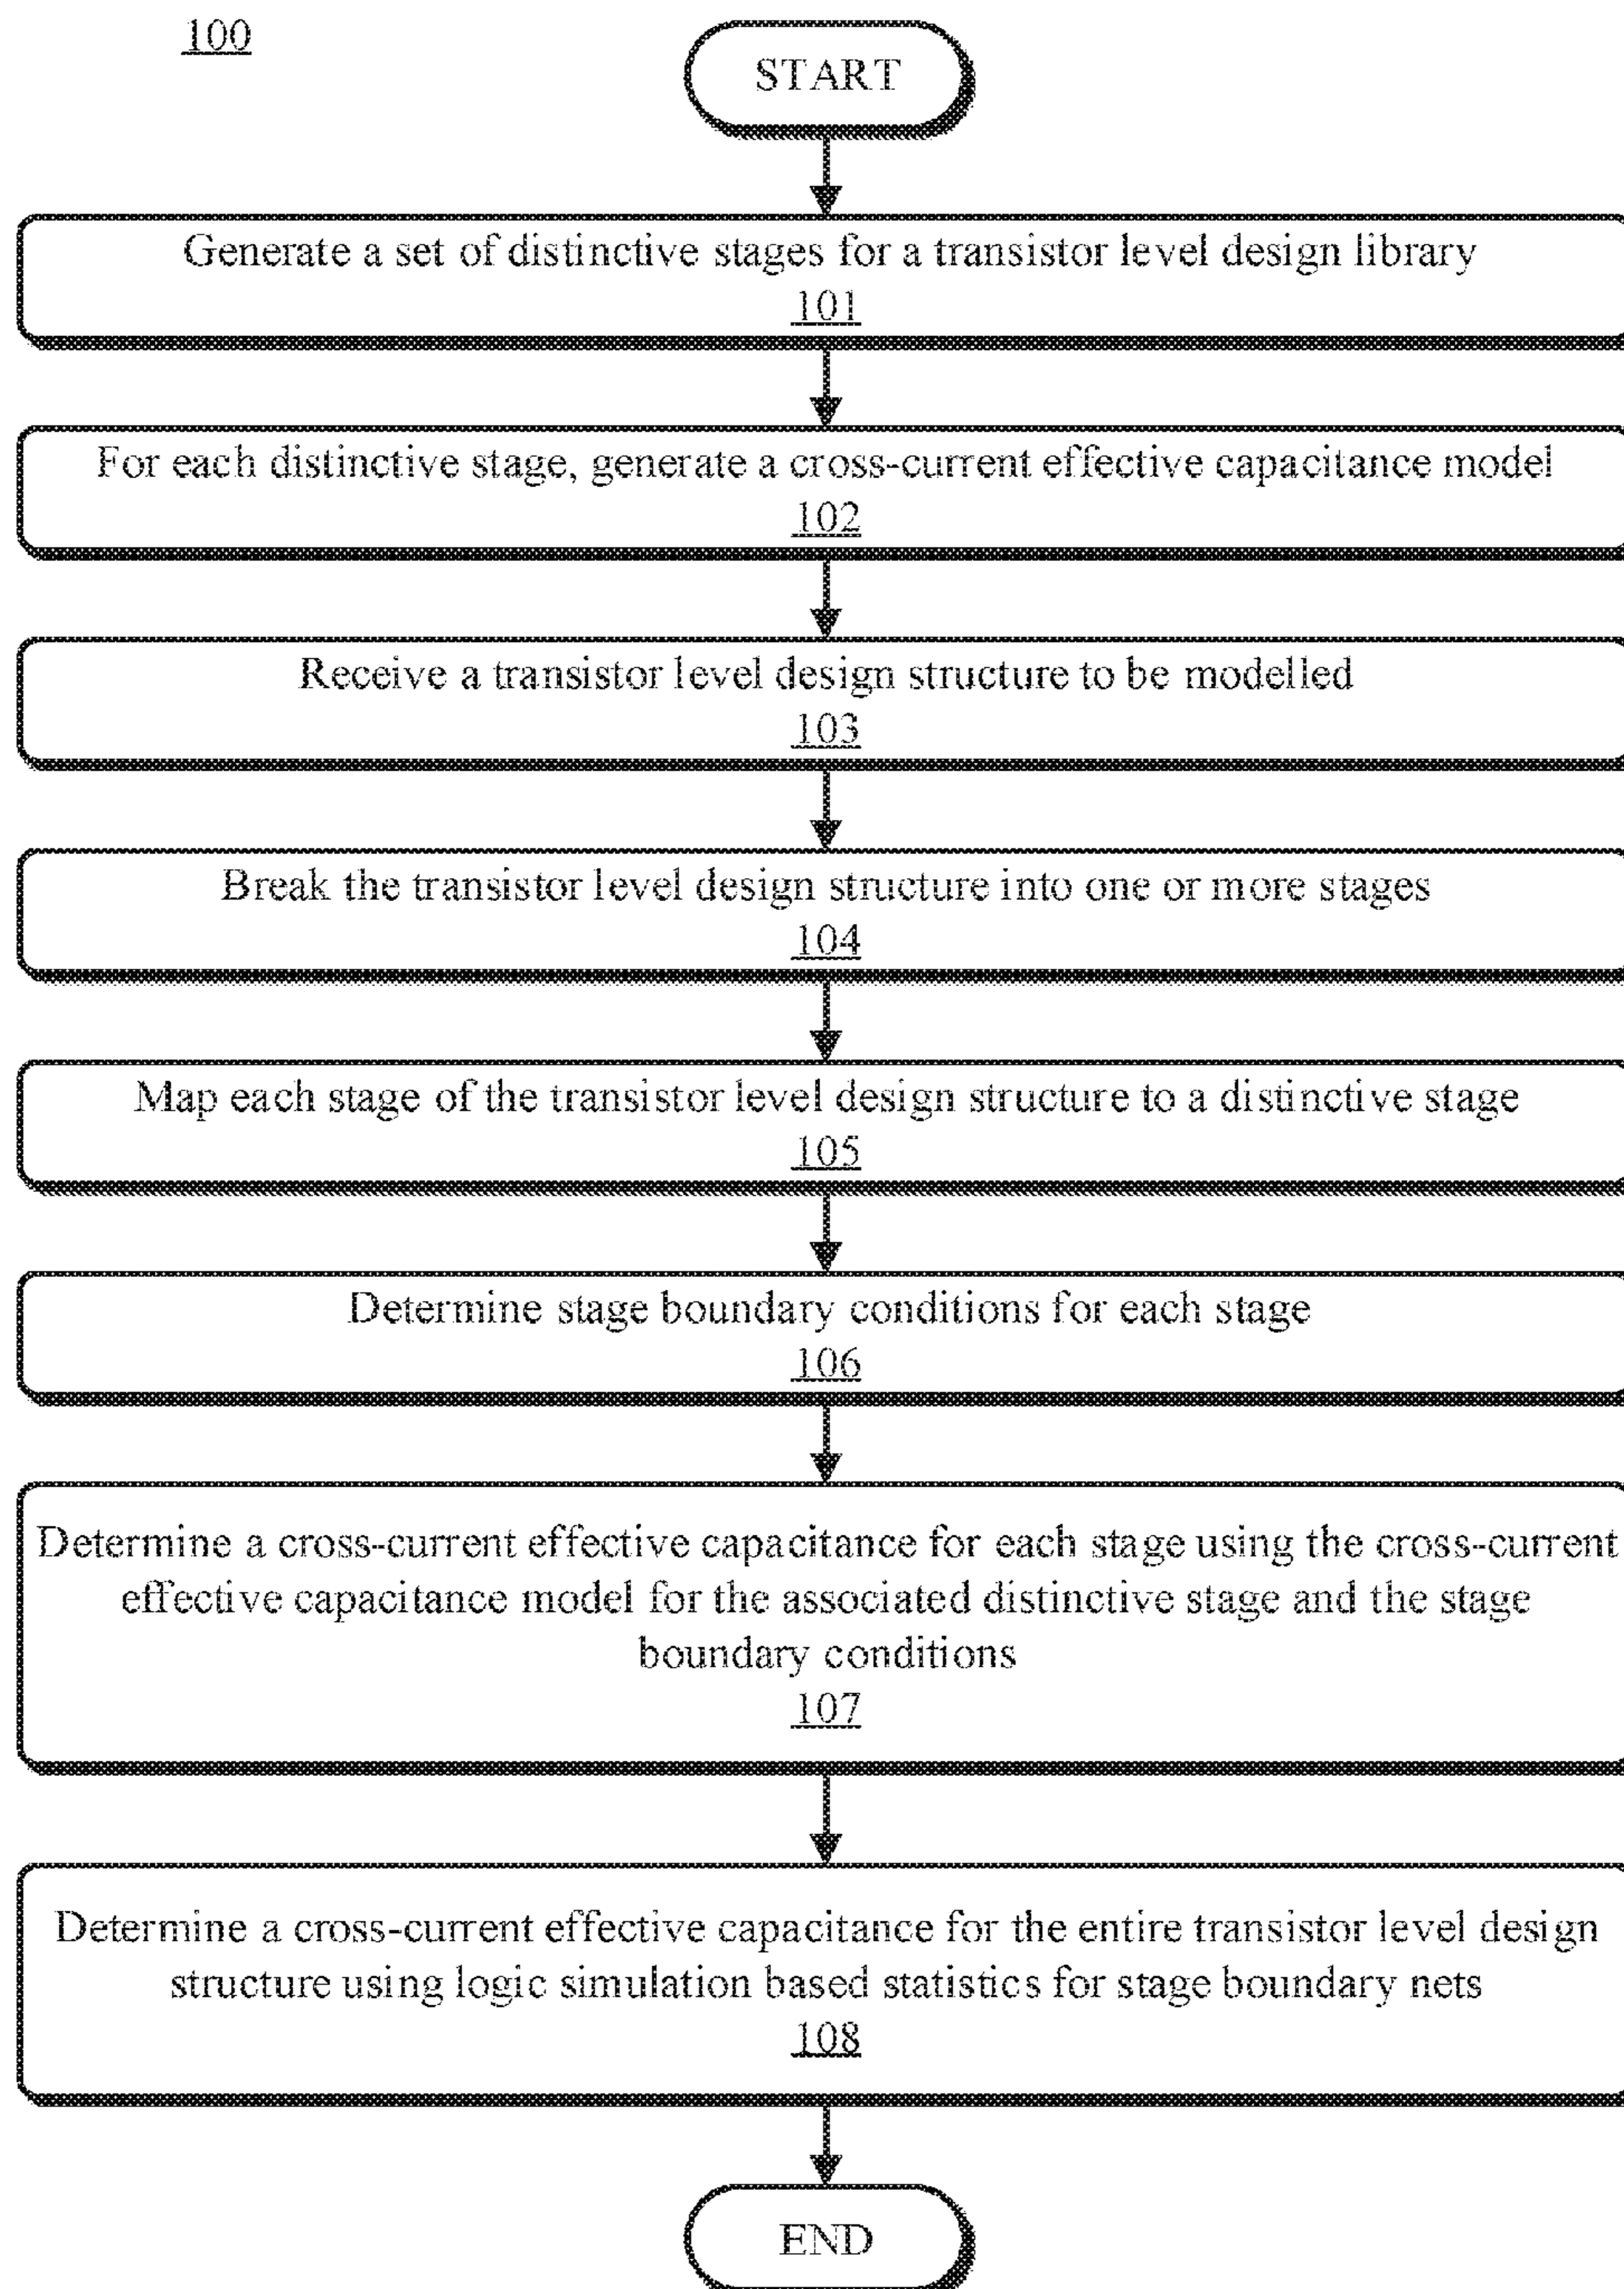 100
START
Generate a set of distinctive stages for a transistor level design library
101
For each distinctive stage, generate a cross-current effective capacitance model
102
Receive a transistor level design structure to be modelled
103
Break the transistor level design structure into one or more stages
104
Map each stage of the transistor level design structure to a distinctive stage
105
Determine stage boundary conditions for each stage
106
Determine a cross-current effective capacitance for each stage using the cross-current
effective capacitance model for the associated distinctive stage and the stage
boundary conditions
107
Determine a cross-current effective capacitance for the entire transistor level design
structure using logic simulation based statistics for stage boundary nets
108
END